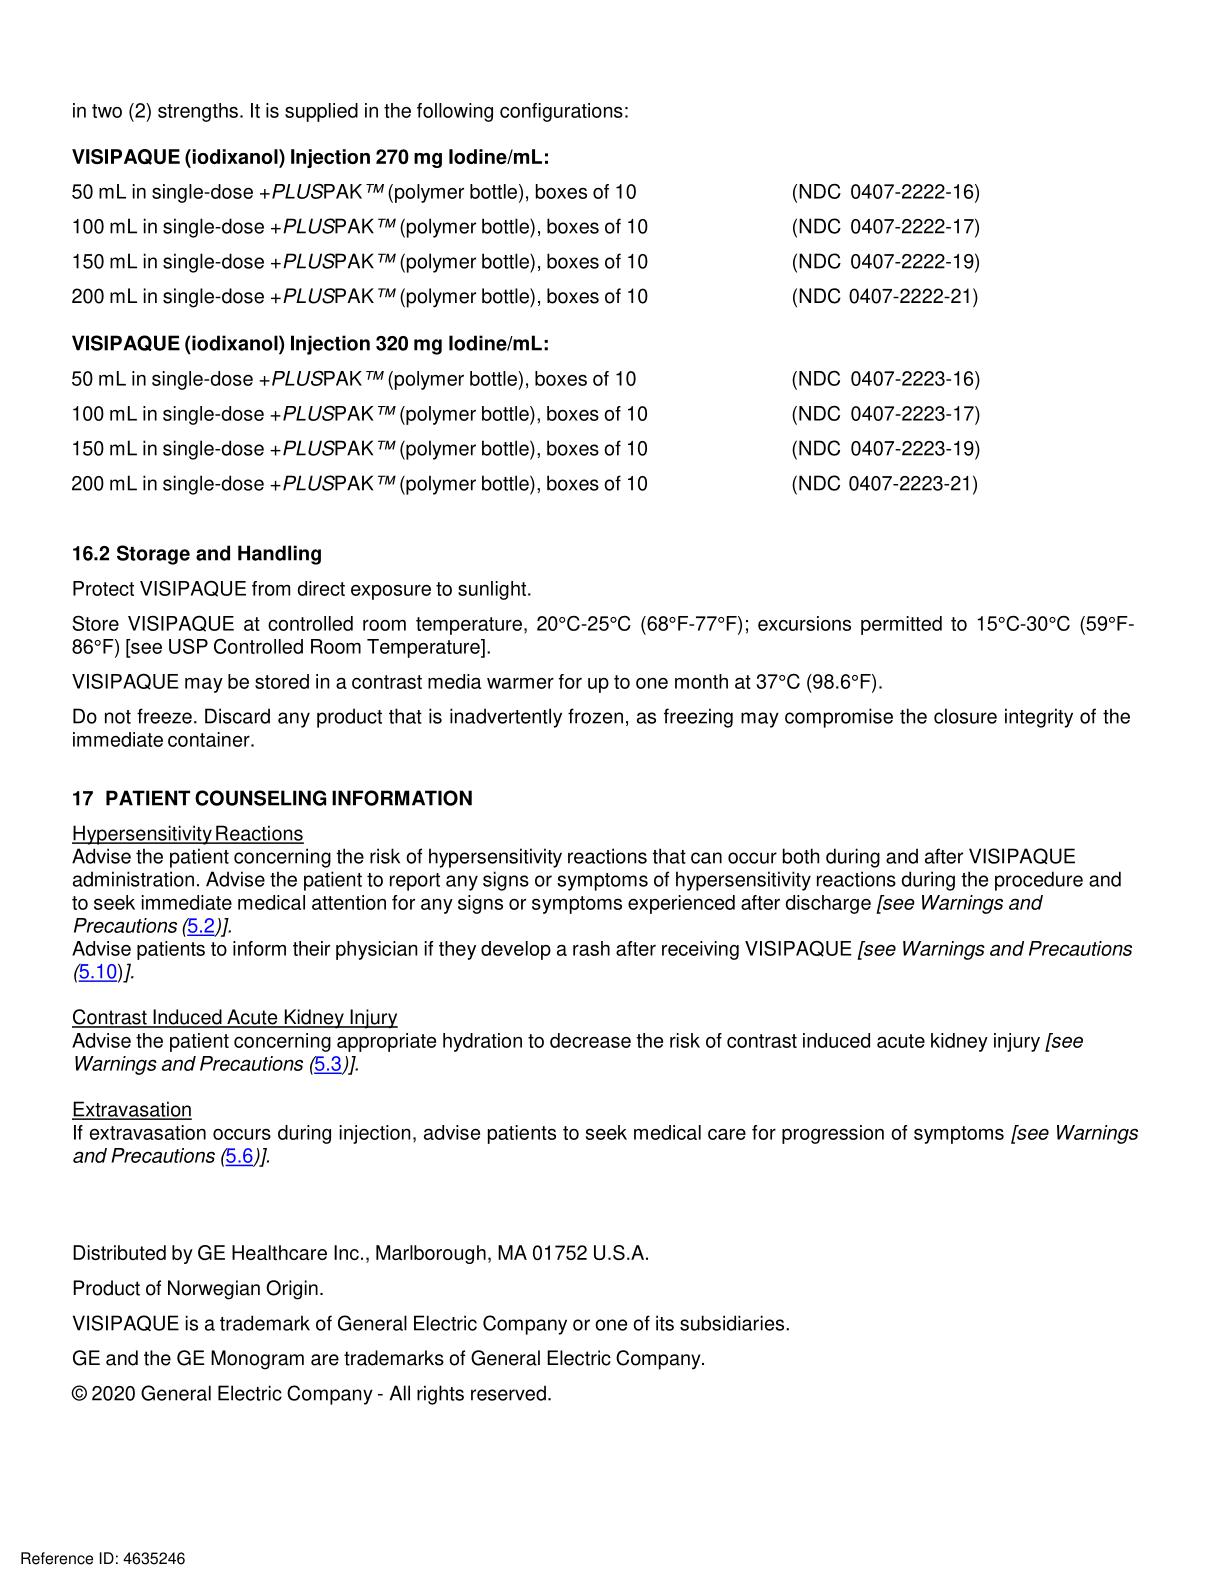 in two (2) strengths. It is supplied in the following configurations:
VISIPAQUE (iodixanol) Injection 270 mg Iodine/mL:
50 mL in single-dose +PLUSPAK™ (polymer bottle), boxes of 10 (NDC 0407-2222-16)
100 mL in single-dose +PLUSPAK™ (polymer bottle), boxes of 10 (NDC 0407-2222-17)
150 mL in single-dose +PLUSPAK™ (polymer bottle), boxes of 10 (NDC 0407-2222-19)
200 mL in single-dose +PLUSPAK™ (polymer bottle), boxes of 10 (NDC 0407-2222-21)
VISIPAQUE (iodixanol) Injection 320 mg Iodine/mL:
50 mL in single-dose +PLUSPAK™ (polymer bottle), boxes of 10 (NDC 0407-2223-16)
100 mL in single-dose +PLUSPAK™ (polymer bottle), boxes of 10 (NDC 0407-2223-17)
150 mL in single-dose +PLUSPAK™ (polymer bottle), boxes of 10 (NDC 0407-2223-19)
200 mL in single-dose +PLUSPAK™ (polymer bottle), boxes of 10 (NDC 0407-2223-21)
16.2 Storage and Handling
Protect VISIPAQUE from direct exposure to sunlight.
Store VISIPAQUE at controlled room temperature, 20°C-25°C (68°F-77°F); excursions permitted to 15°C-30°C (59°F-
86°F) [see USP Controlled Room Temperature].
VISIPAQUE may be stored in a contrast media warmer for up to one month at 37°C (98.6°F).
Do not freeze. Discard any product that is inadvertently frozen, as freezing may compromise the closure integrity of the
immediate container.
17 PATIENT COUNSELING INFORMATION
Hypersensitivity Reactions
Advise the patient concerning the risk of hypersensitivity reactions that can occur both during and after VISIPAQUE
administration. Advise the patient to report any signs or symptoms of hypersensitivity reactions during the procedure and
to seek immediate medical attention for any signs or symptoms experienced after discharge [see Warnings and
Precautions (5.2)].
Advise patients to inform their physician if they develop a rash after receiving VISIPAQUE [see Warnings and Precautions
(5.10)].
Contrast Induced Acute Kidney Injury
Advise the patient concerning appropriate hydration to decrease the risk of contrast induced acute kidney injury [see
Warnings and Precautions (5.3)].
Extravasation
If extravasation occurs during injection, advise patients to seek medical care for progression of symptoms [see Warnings
and Precautions (5.6)].
Distributed by GE Healthcare Inc., Marlborough, MA 01752 U.S.A.
Product of Norwegian Origin.
VISIPAQUE is a trademark of General Electric Company or one of its subsidiaries.
GE and the GE Monogram are trademarks of General Electric Company.
© 2020 General Electric Company - All rights reserved.
Reference ID: 4635246